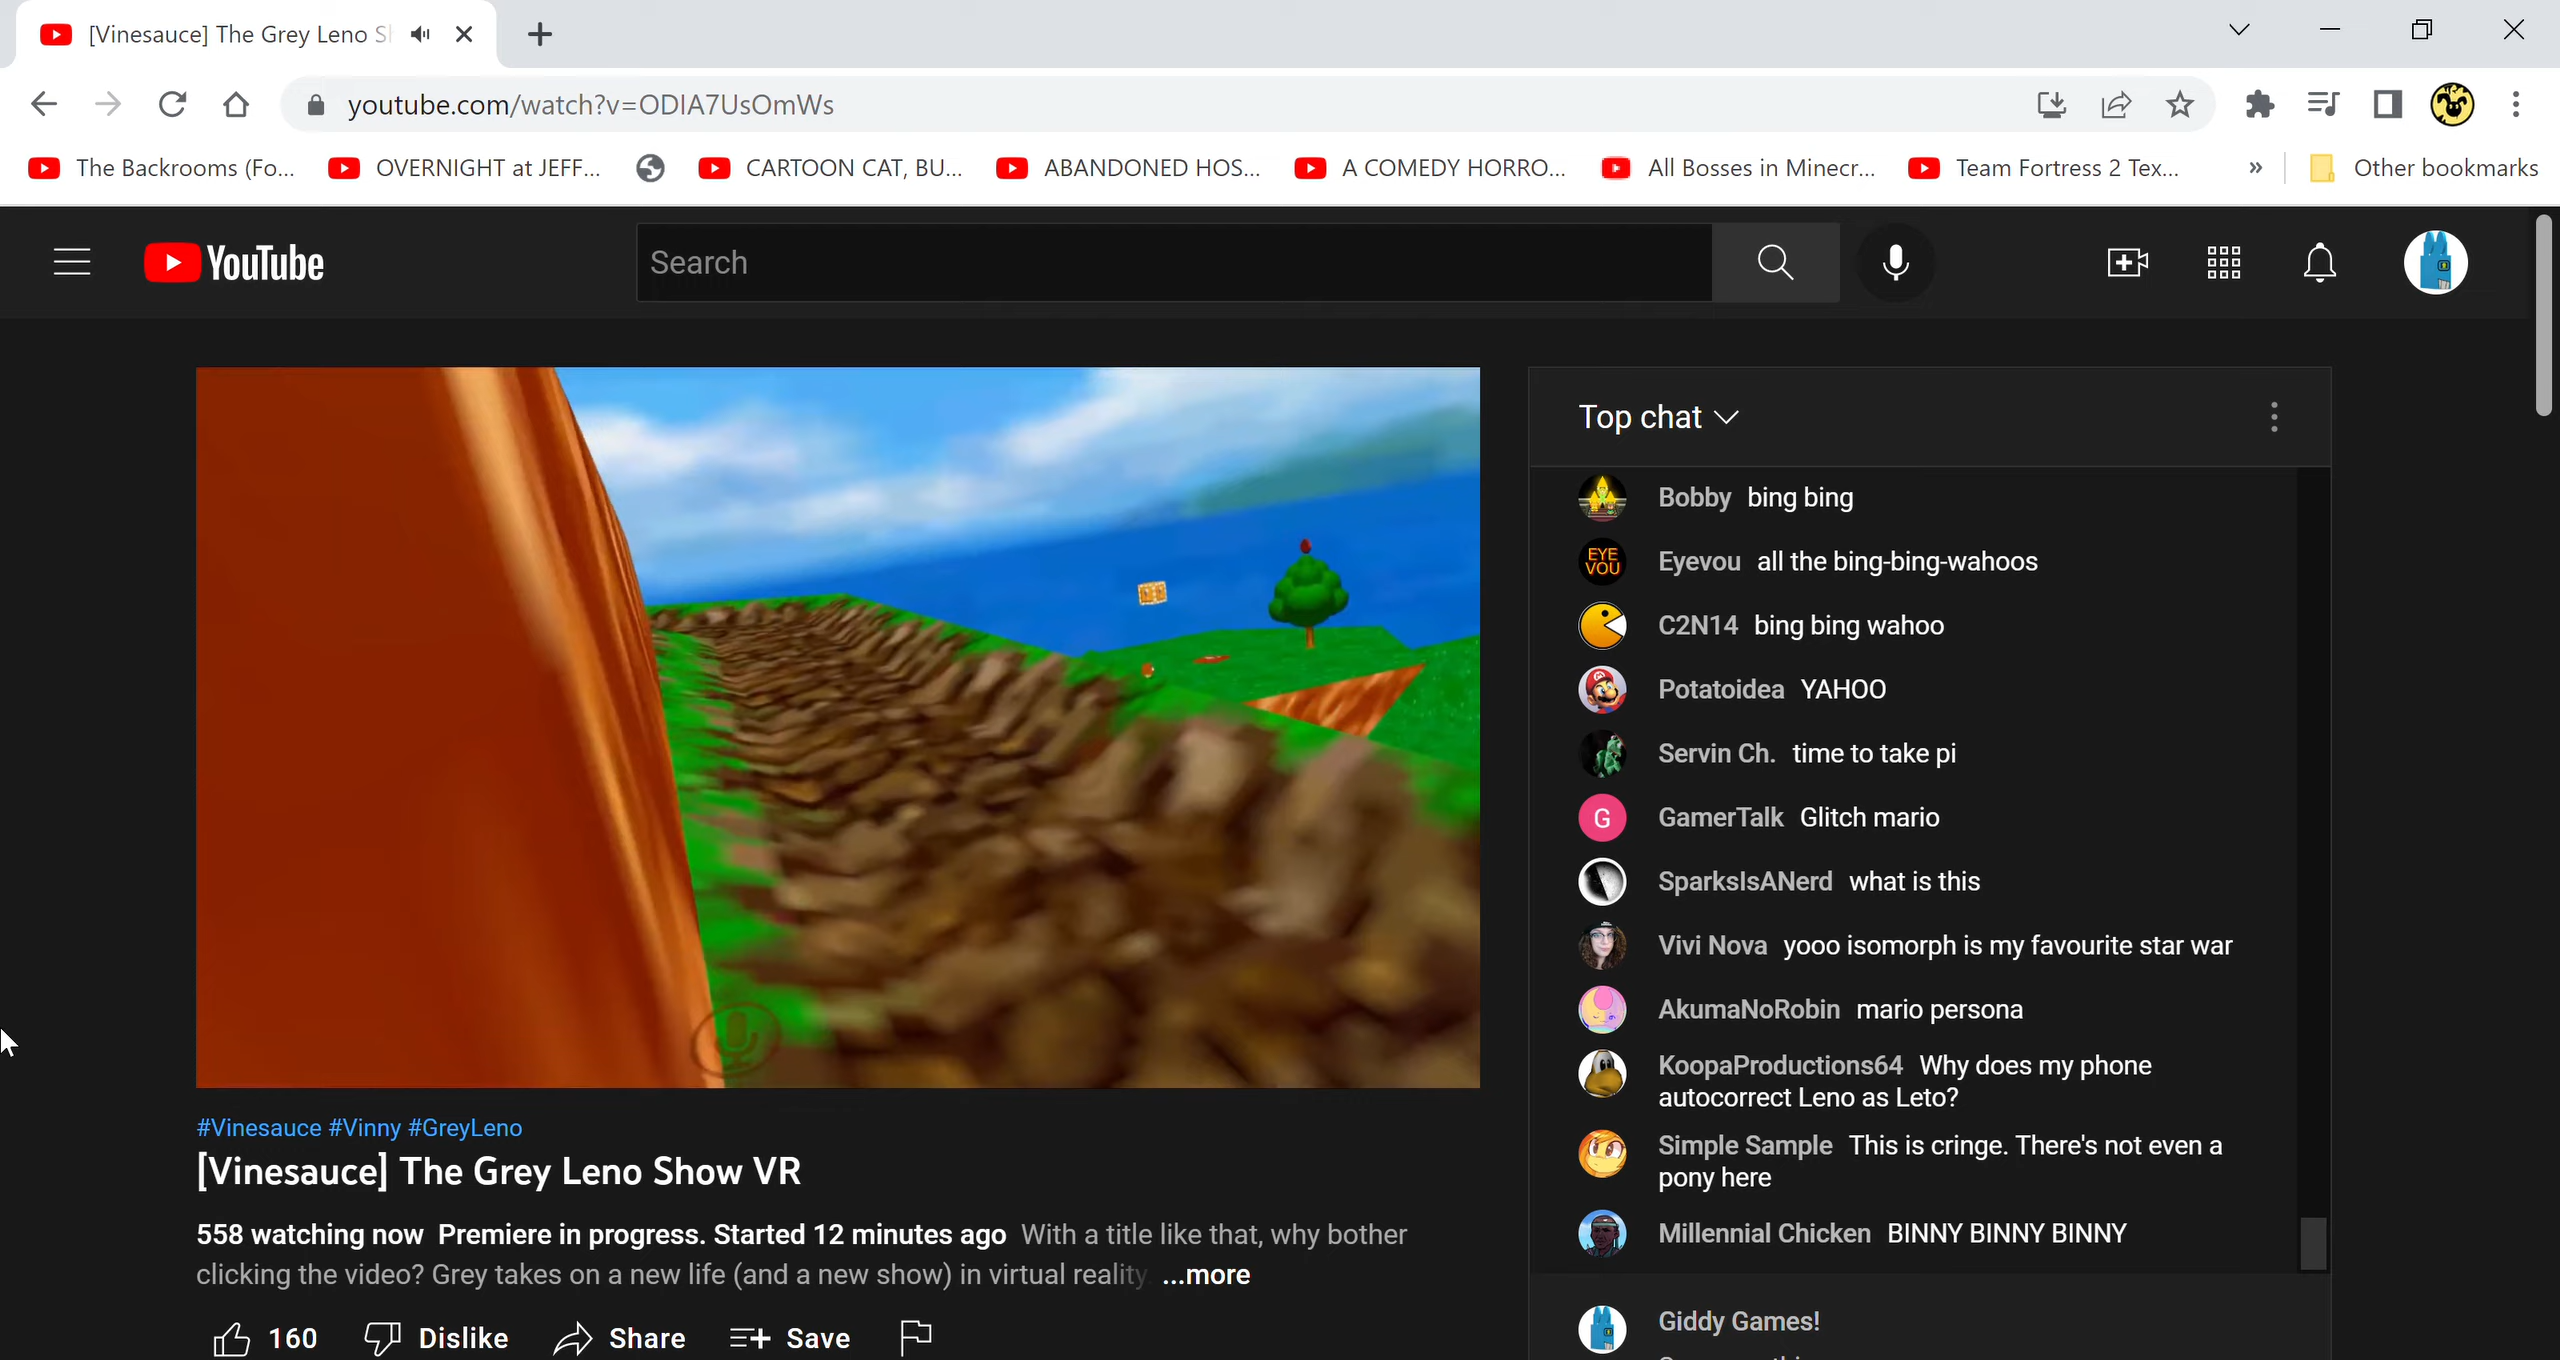 [Vinesauce] The Grey Leno S
youtube.com/watch?v=ODIA7UsOmWs
The Backrooms (Fo...
OVERNIGHT at JEFF...
CARTOON CAT, BU...
ABANDONED HOS...
A COMEDY HORRO...
All Bosses in Minecr...
Team Fortress 2 Tex...
»
Other bookmarks
YouTube
Search
Top chat
Bobby bing bing
EYE
VOU
Eyevou all the bing-bing-wahoos
C2N14 bing bing wahoo
Potatoidea YAHOO
Servin Ch. time to take pi
G
GamerTalk Glitch mario
SparksIsANerd what is this
Vivi Nova yooo isomorph is my favourite star war
AkumaNoRobin mario persona
KoopaProductions64 Why does my phone
autocorrect Leno as Leto?
Simple Sample This is cringe. There's not even a
pony here
Millennial Chicken BINNY BINNY BINNY
Giddy Games!
#Vinesauce #Vinny #GreyLeno
[Vinesauce] The Grey Leno Show VR
558 watching now Premiere in progress. Started 12 minutes ago With a title like that, why bother
clicking the video? Grey takes on a new life (and a new show) in virtual reality ...more
160
Dislike
Share
Save